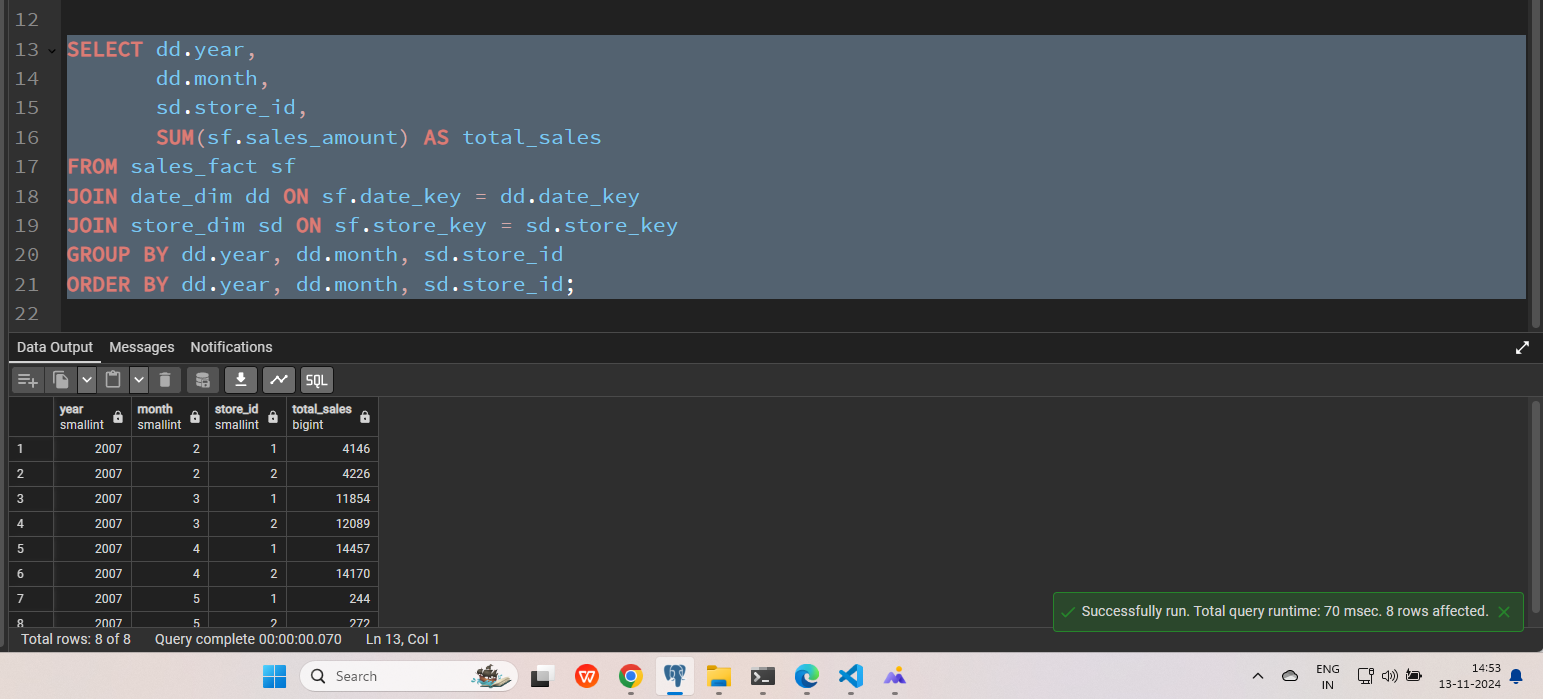 12
13 SELECT dd.year,
14 dd.month,
15 sd.store_id,
16 SUM(sf.sales_amount) AS total_sales
17 FROM sales_fact sf
18 JOIN date_dim dd ON sf.date_key = dd.date_key
19 JOIN store_dim sd ON sf.store_key = sd.store_key
20 GROUP BY dd.year, dd.month, sd.store_id
21 ORDER BY dd.year, dd.month, sd.store_id;
22
Data Output Messages Notifications
SQL
year month store_id total_sales
smallint smallint smallint bigint
1 2007 2 1 4146
2 2007 2 2 4226
3 2007 3 1 11854
4 2007 3 2 12089
5 2007 4 1 14457
6 2007 4 2 14170
7 2007 5 1 244
8 2007 5 2 272
Successfully run. Total query runtime: 70 msec. 8 rows affected.
Total rows: 8 of 8 Query complete 00:00:00.070 Ln 13, Col 1
Search
W
ENG
IN
14:53
13-11-2024